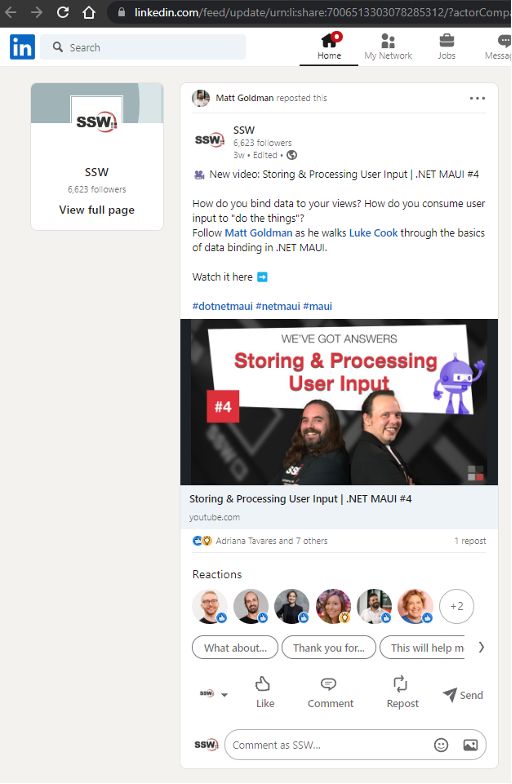 linkedin.com/feed/update/urn:li:share:7006513303078285312/?actorCompa
in
Search
Home
My Network
Jobs
Messag
SSW
SSW
6,623 followers
View full page
Matt Goldman reposted this
SSW
SSW
6,623 followers
3w • Edited •
New video: Storing & Processing User Input | .NET MAUI #4
How do you bind data to your views? How do you consume user
input to "do the things"?
Follow Matt Goldman as he walks Luke Cook through the basics
of data binding in .NET MAUI.
Watch it here
#dotnetmaui #netmaui #maui
WE'VE GOT ANSWERS
Storing & Processing
User Input
#4
SSW
Storing & Processing User Input | .NET MAUI #4
youtube.com
Adriana Tavares and 7 others
1 repost
Reactions
+2
What about...
Thank you for...
This will help m
SSW
Like
Comment
Repost
Send
SSW
Comment as SSW...